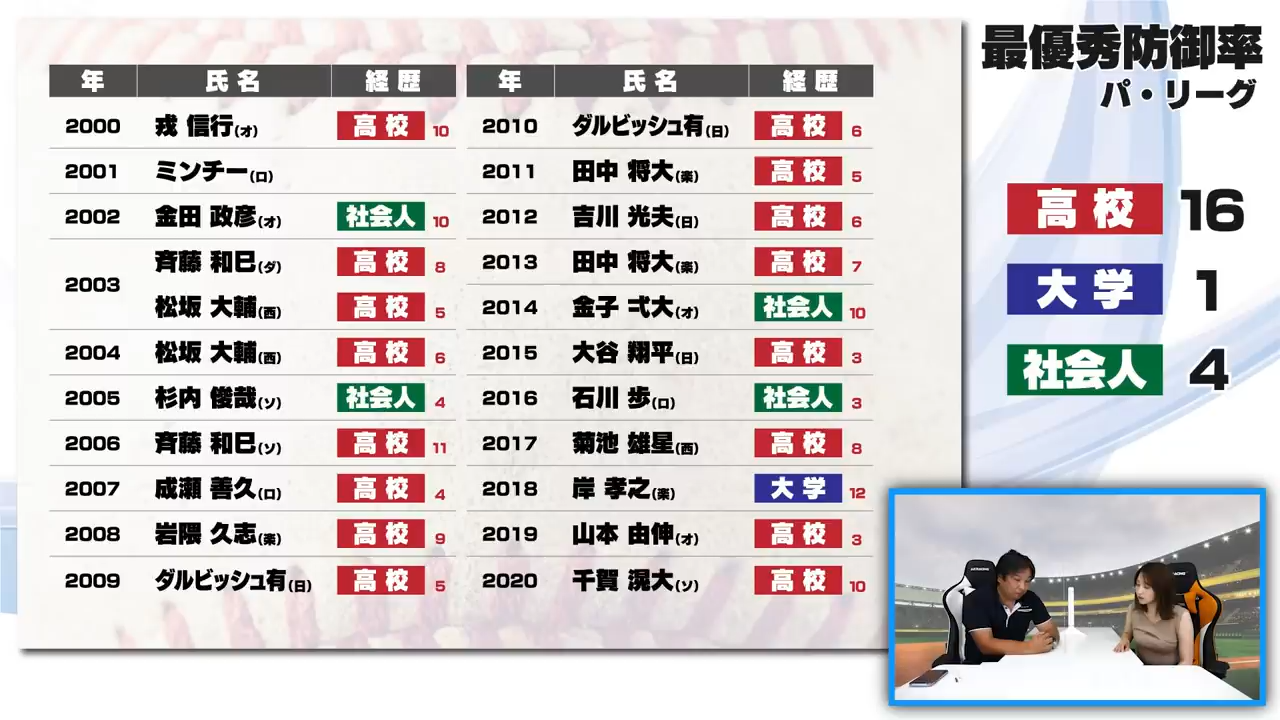 最優秀防御率
パ・リーグ
高校 16
大学 1
社会人 4
年 氏名 経歴
2000 戎 信行(オ) 高校 10
2001 ミンチー(ロ)
2002 金田 政彦(オ) 社会人 10
2003 斉藤 和巳(ダ) 高校 8
松坂 大輔(西) 高校 5
2004 松坂 大輔(西) 高校 6
2005 杉内 俊哉(ソ) 社会人 4
2006 斉藤 和巳(ソ) 高校 11
2007 成瀬 善久(ロ) 高校 4
2008 岩隈 久志(楽) 高校 9
2009 ダルビッシュ有(日) 高校 5
年 氏名 経歴
2010 ダルビッシュ有(日) 高校 6
2011 田中 将大(楽) 高校 5
2012 吉川 光夫(日) 高校 6
2013 田中 将大(楽) 高校 7
2014 金子 弌大(オ) 社会人 10
2015 大谷 翔平(日) 高校 3
2016 石川 歩(ロ) 社会人 3
2017 菊池 雄星(西) 高校 8
2018 岸 孝之(楽) 大学 12
2019 山本 由伸(オ) 高校 3
2020 千賀 滉大(ソ) 高校 10